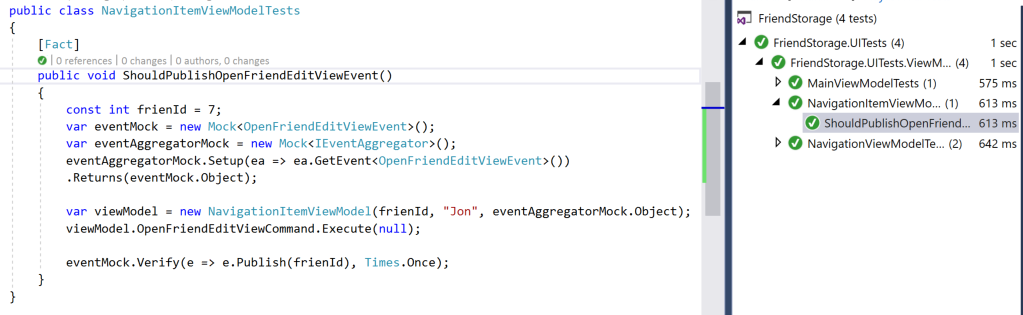 public class NavigationItemViewModelTests
{
[Fact]
| 0 references | 0 changes | 0 authors, 0 changes
public void ShouldPublishOpenFriendEditViewEvent()
{
const int frienId = 7;
var eventMock = new Mock<OpenFriendEditViewEvent>();
var eventAggregatorMock = new Mock<IEventAggregator>();
eventAggregatorMock.Setup(ea => ea.GetEvent<OpenFriendEditViewEvent>())
.Returns(eventMock.Object);
var viewModel = new NavigationItemViewModel(frienId, "Jon", eventAggregatorMock.Object);
viewModel.OpenFriendEditViewCommand.Execute(null);
eventMock.Verify(e => e.Publish(frienId), Times.Once);
}
}
FriendStorage (4 tests)
FriendStorage.UITests (4) 1 sec
FriendStorage.UITests.ViewM... (4) 1 sec
MainViewModelTests (1) 575 ms
NavigationItemViewMo... (1) 613 ms
ShouldPublishOpenFriend... 613 ms
NavigationViewModelTe... (2) 642 ms